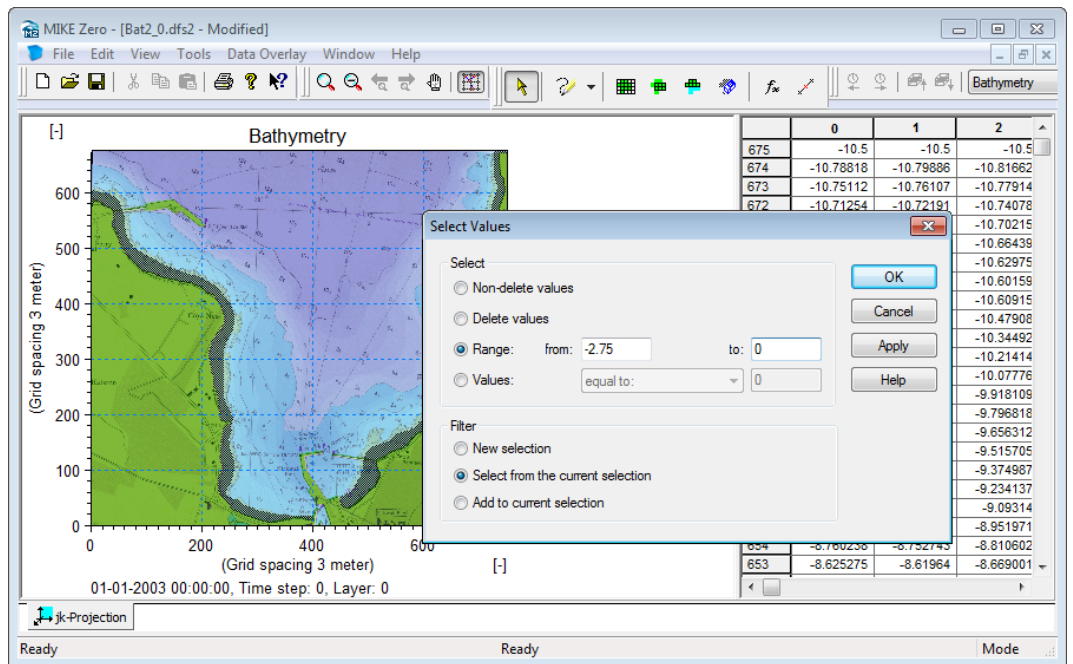 MIKE Zero - [Bat2_0.dfs2 - Modified]
File Edit View Tools Data Overlay Window Help
Bathymetry
[-]
Bathymetry
(Grid spacing 3 meter)
600
500
400
300
200
100
0
0 200 400 600
(Grid spacing 3 meter) [-]
01-01-2003 00:00:00, Time step: 0, Layer: 0
0 1 2
675 -10.5 -10.5 -10.5
674 -10.78818 -10.79886 -10.81662
673 -10.75112 -10.76107 -10.77914
672 -10.71254 -10.72191 -10.74078
-10.70215
-10.66439
-10.62975
-10.60159
-10.60915
-10.47908
-10.34492
-10.21414
-10.07776
-9.918109
-9.796818
-9.656312
-9.515705
-9.374987
-9.234137
-9.09314
-8.951971
654 -8.760238 -8.752743 -8.810602
653 -8.625275 -8.61964 -8.669001
Select Values
Select
Non-delete values
Delete values
Range: from: -2.75 to: 0
Values: equal to: 0
Filter
New selection
Select from the current selection
Add to current selection
OK
Cancel
Apply
Help
jk-Projection
Ready Ready Mode